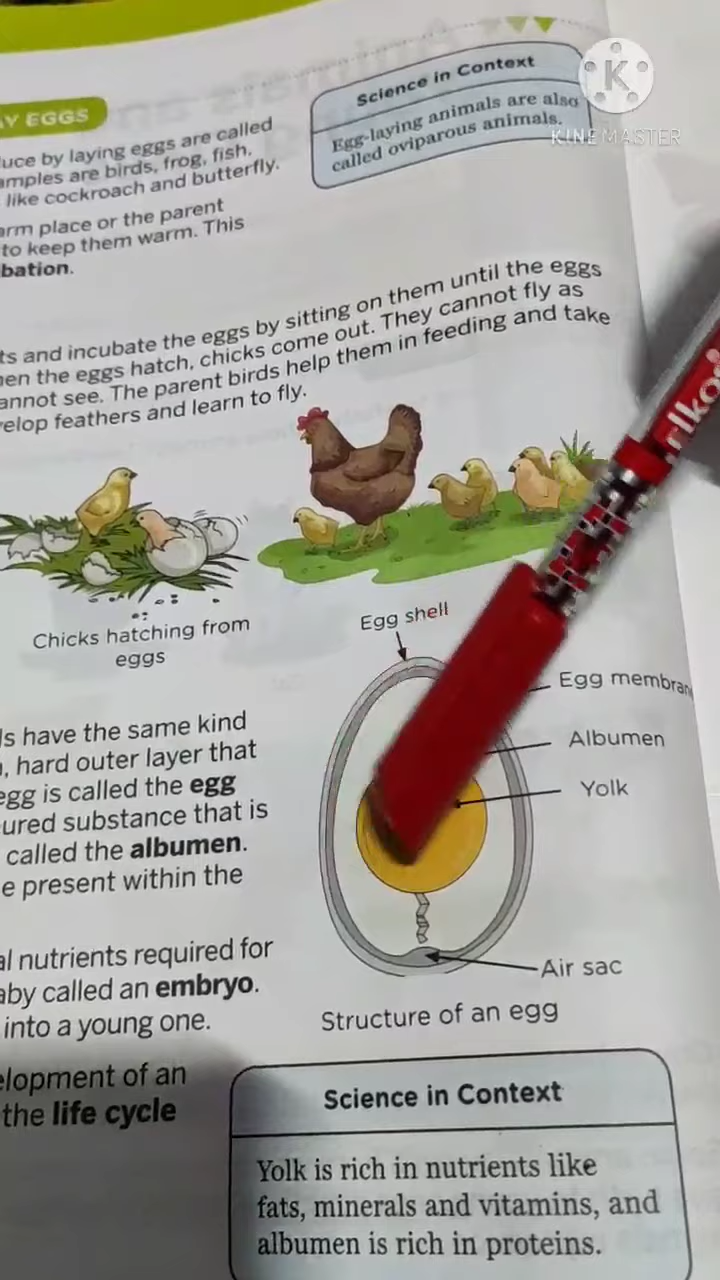 Y EGGS
Science in Context
Egg-laying animals are also
called oviparous animals.
KINEMASTER
uce by laying eggs are called
amples are birds, frog, fish,
like cockroach and butterfly.
arm place or the parent
to keep them warm. This
bation.
ts and incubate the eggs by sitting on them until the eggs
en the eggs hatch, chicks come out. They cannot fly as
annot see. The parent birds help them in feeding and take
elop feathers and learn to fly.
Chicks hatching from
eggs
Egg shell
Egg membran
Albumen
Yolk
Air sac
Structure of an egg
ds have the same kind
, hard outer layer that
egg is called the egg
ured substance that is
called the albumen.
e present within the
al nutrients required for
aby called an embryo.
into a young one.
elopment of an
the life cycle
Science in Context
Yolk is rich in nutrients like
fats, minerals and vitamins, and
albumen is rich in proteins.